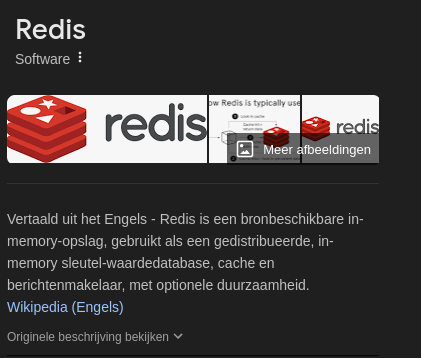 Redis
Software
redis
ow Redis is typically use
redis
Meer afbeeldingen
Vertaald uit het Engels - Redis is een bronbeschikbare in-
memory-opslag, gebruikt als een gedistribueerde, in-
memory sleutel-waardedatabase, cache en
berichtenmakelaar, met optionele duurzaamheid.
Wikipedia (Engels)
Originele beschrijving bekijken